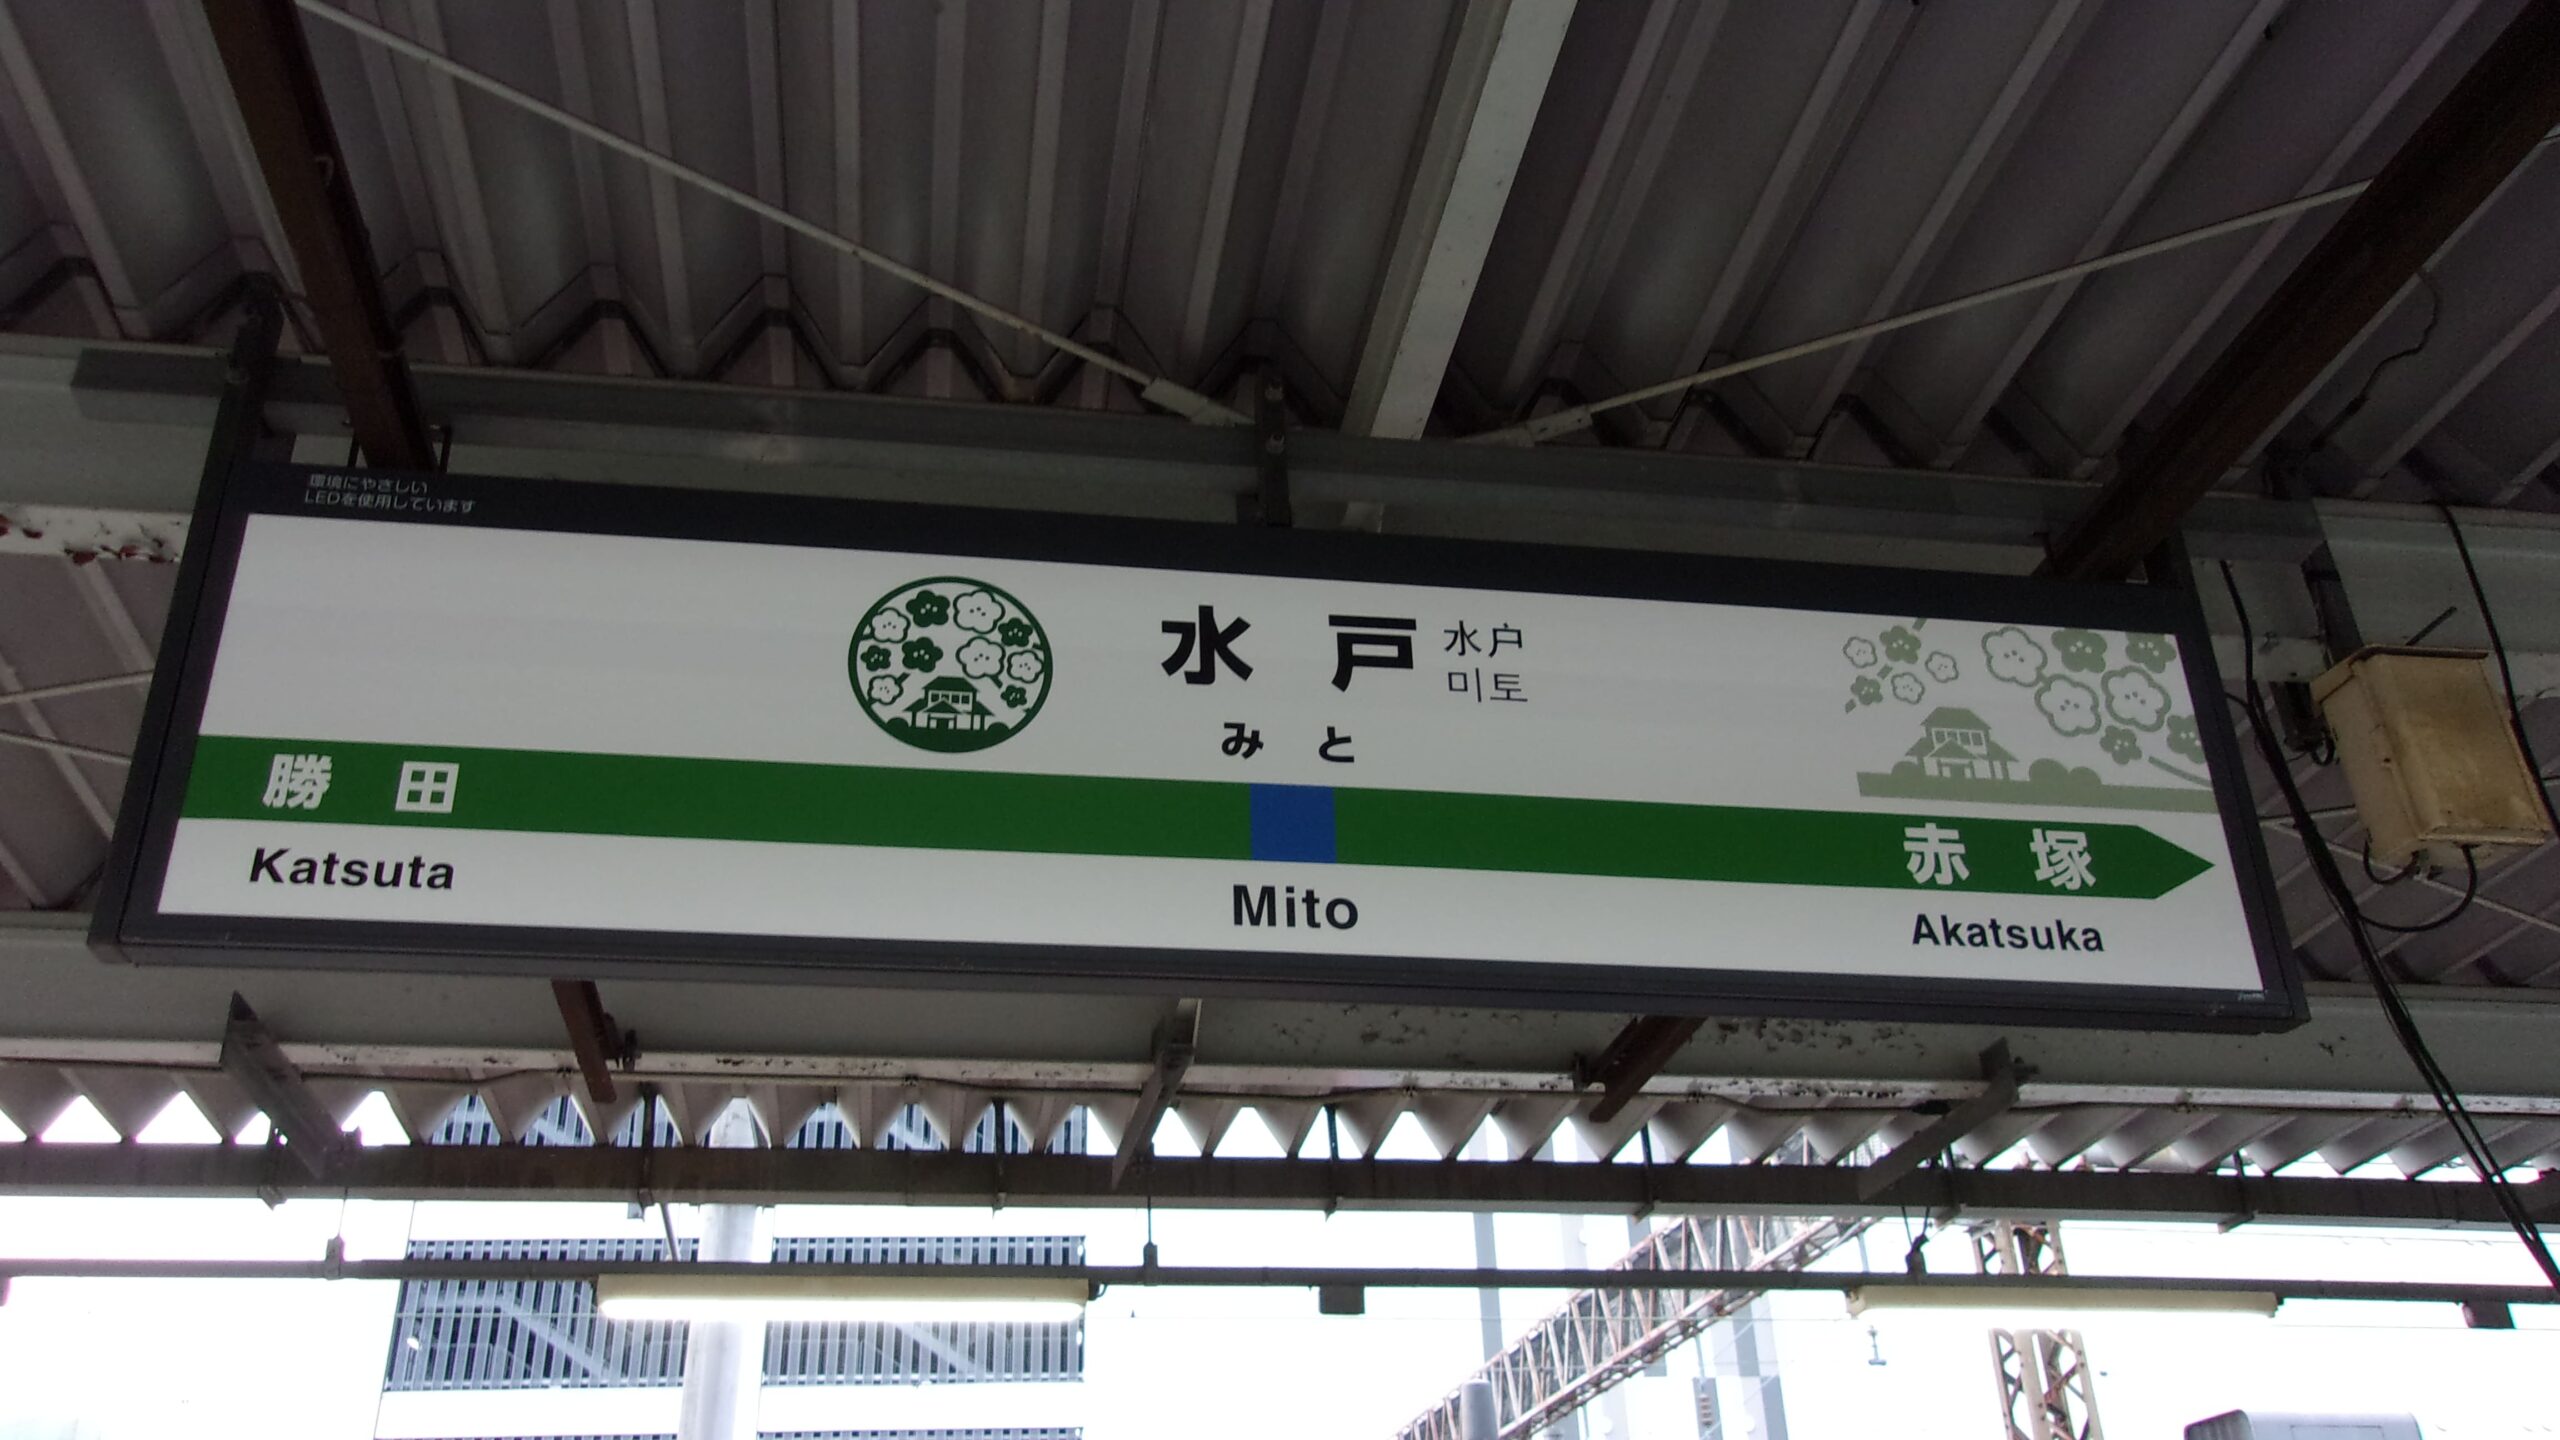 環境にやさしい
LEDを使用しています
水戸
水户
미토
みと
勝田
赤塚
Katsuta
Mito
Akatsuka